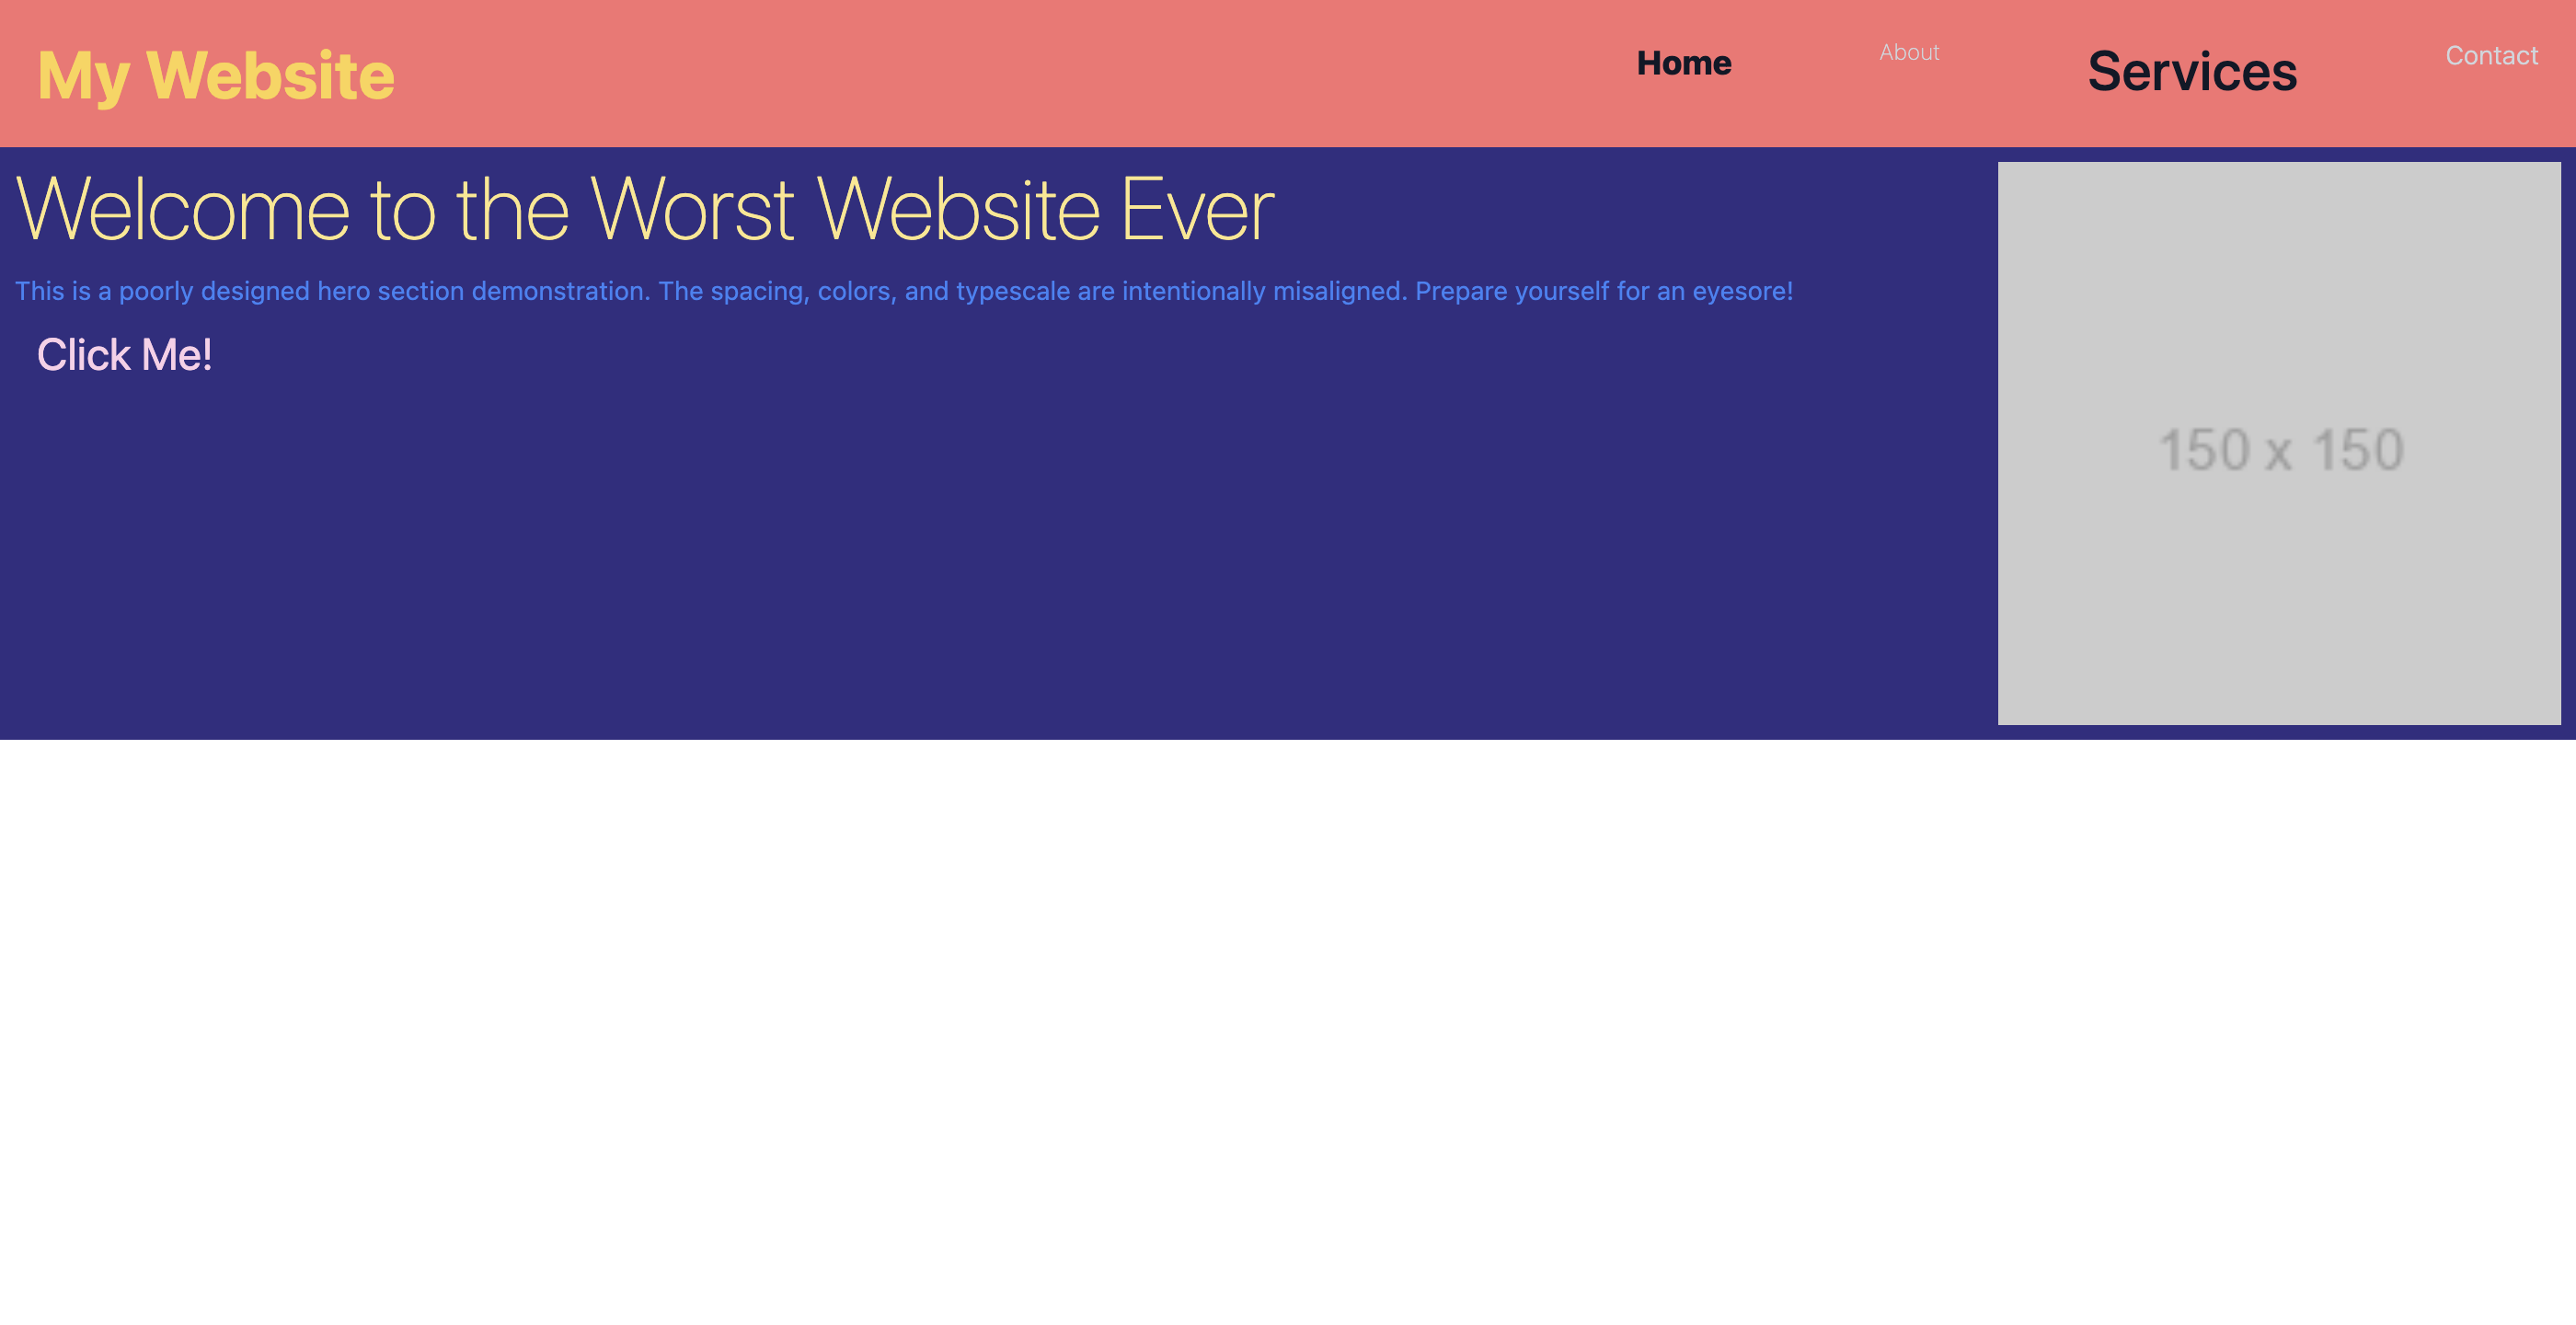 My Website
Home
About
Services
Contact
Welcome to the Worst Website Ever
This is a poorly designed hero section demonstration. The spacing, colors, and typescale are intentionally misaligned. Prepare yourself for an eyesore!
Click Me!
150 x 150